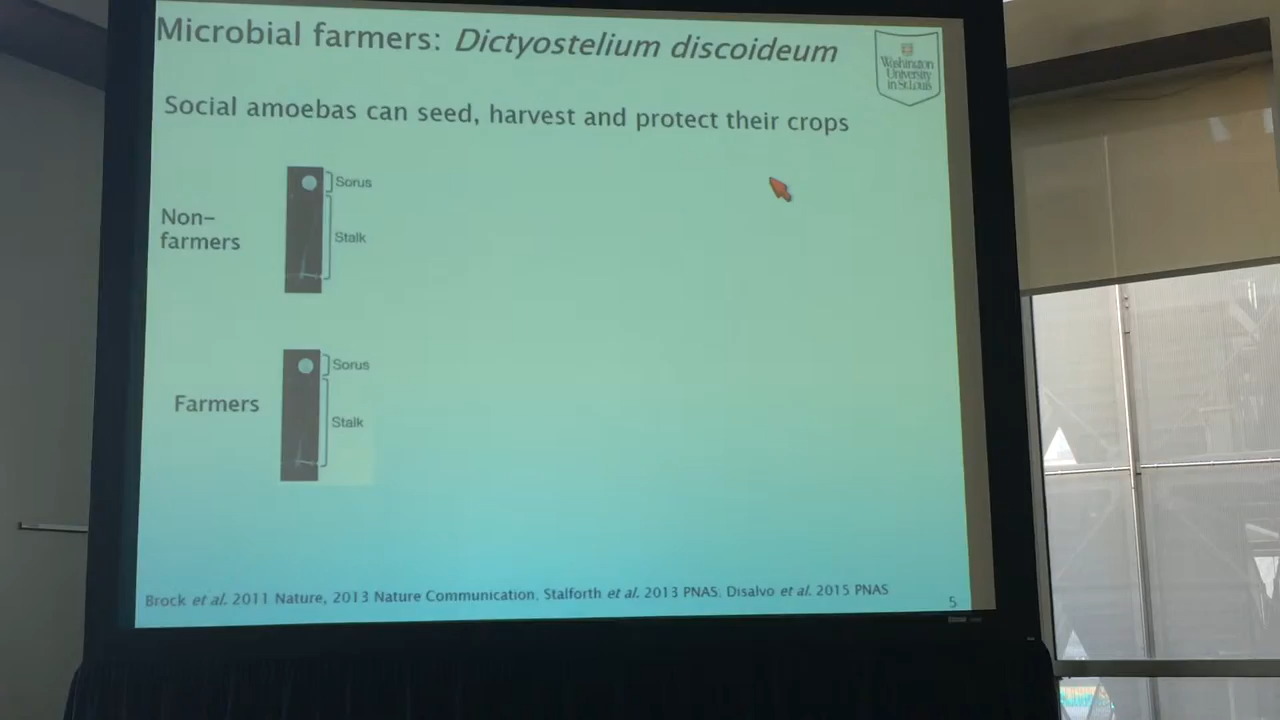 Microbial farmers: Dictyostelium discoideum
Washington
University
in St.Louis
Social amoebas can seed, harvest and protect their crops
Sorus
Non-
farmers
Stalk
Sorus
Farmers
Stalk
Brock et al. 2011 Nature, 2013 Nature Communication. Stalforth et al. 2013 PNAS. Disalvo et al. 2015 PNAS
5